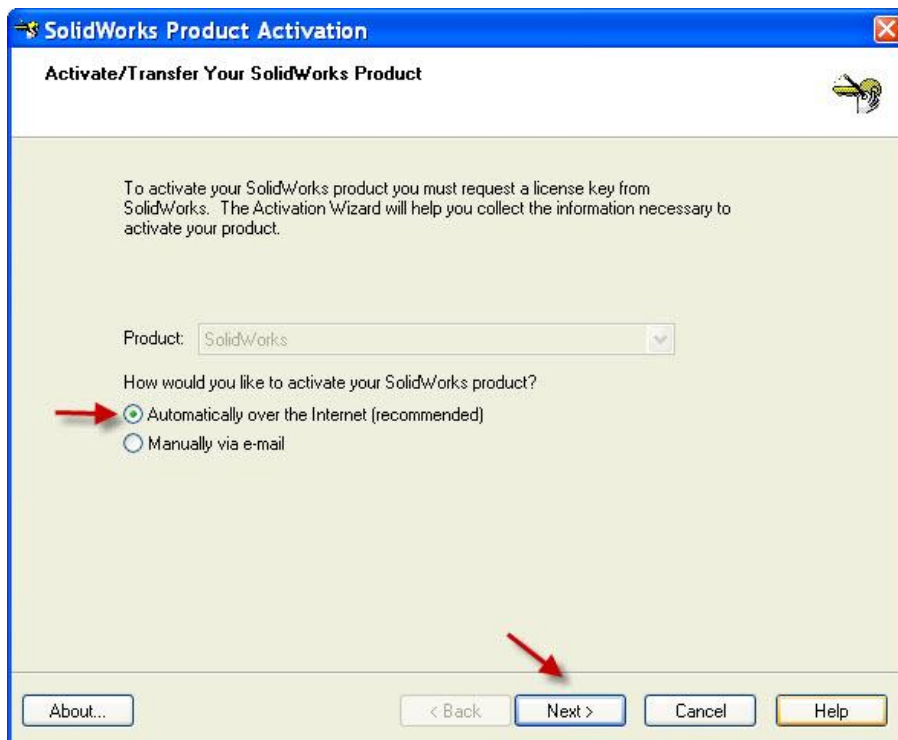 SolidWorks Product Activation
Activate/Transfer Your SolidWorks Product
To activate your SolidWorks product you must request a license key from
SolidWorks. The Activation Wizard will help you collect the information necessary to
activate your product.
Product: SolidWorks
How would you like to activate your SolidWorks product?
Automatically over the Internet (recommended)
Manually via e-mail
About... < Back Next > Cancel Help